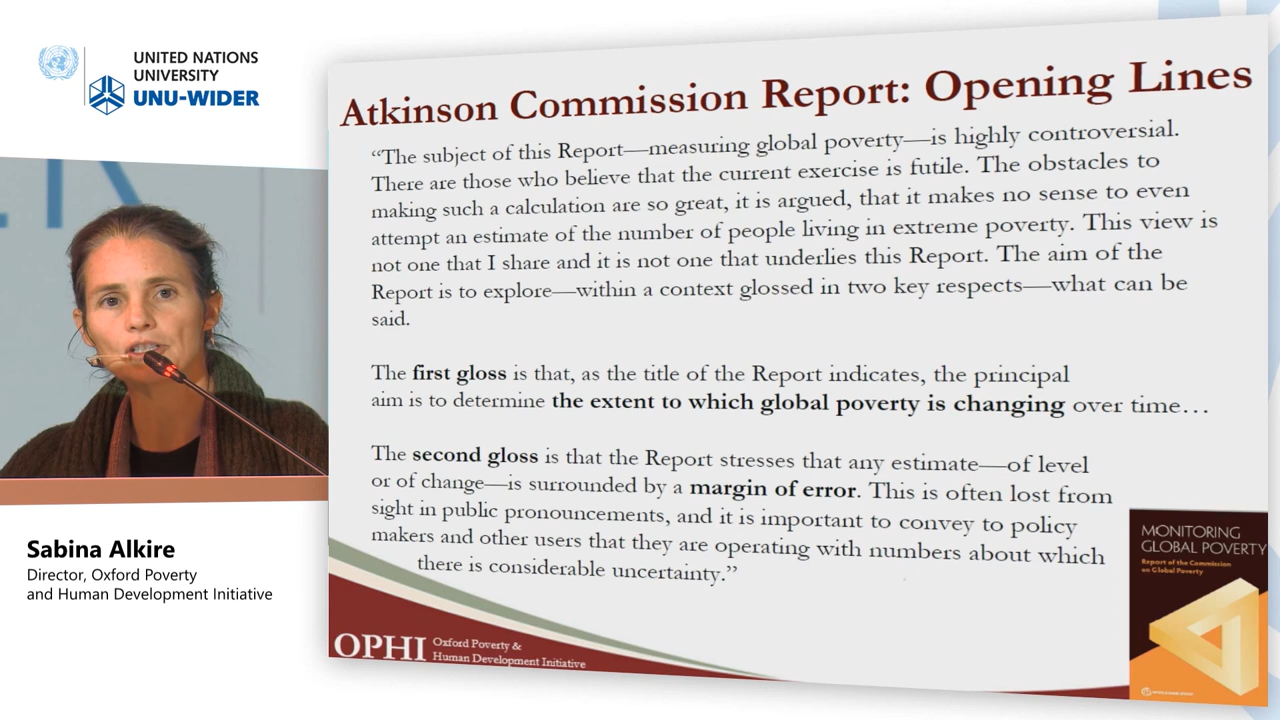 UNITED NATIONS
UNIVERSITY
UNU-WIDER
Atkinson Commission Report: Opening Lines
“The subject of this Report—measuring global poverty—is highly controversial.
There are those who believe that the current exercise is futile. The obstacles to
making such a calculation are so great, it is argued, that it makes no sense to even
attempt an estimate of the number of people living in extreme poverty. This view is
not one that I share and it is not one that underlies this Report. The aim of the
Report is to explore—within a context glossed in two key respects—what can be
said.
The first gloss is that, as the title of the Report indicates, the principal
aim is to determine the extent to which global poverty is changing over time…
The second gloss is that the Report stresses that any estimate—of level
or of change—is surrounded by a margin of error. This is often lost from
sight in public pronouncements, and it is important to convey to policy
makers and other users that they are operating with numbers about which
there is considerable uncertainty.”
MONITORING
GLOBAL POVERTY
Report of the Commission
on Global Poverty
WORLD BANK GROUP
OPHI
Oxford Poverty &
Human Development Initiative
Sabina Alkire
Director, Oxford Poverty
and Human Development Initiative